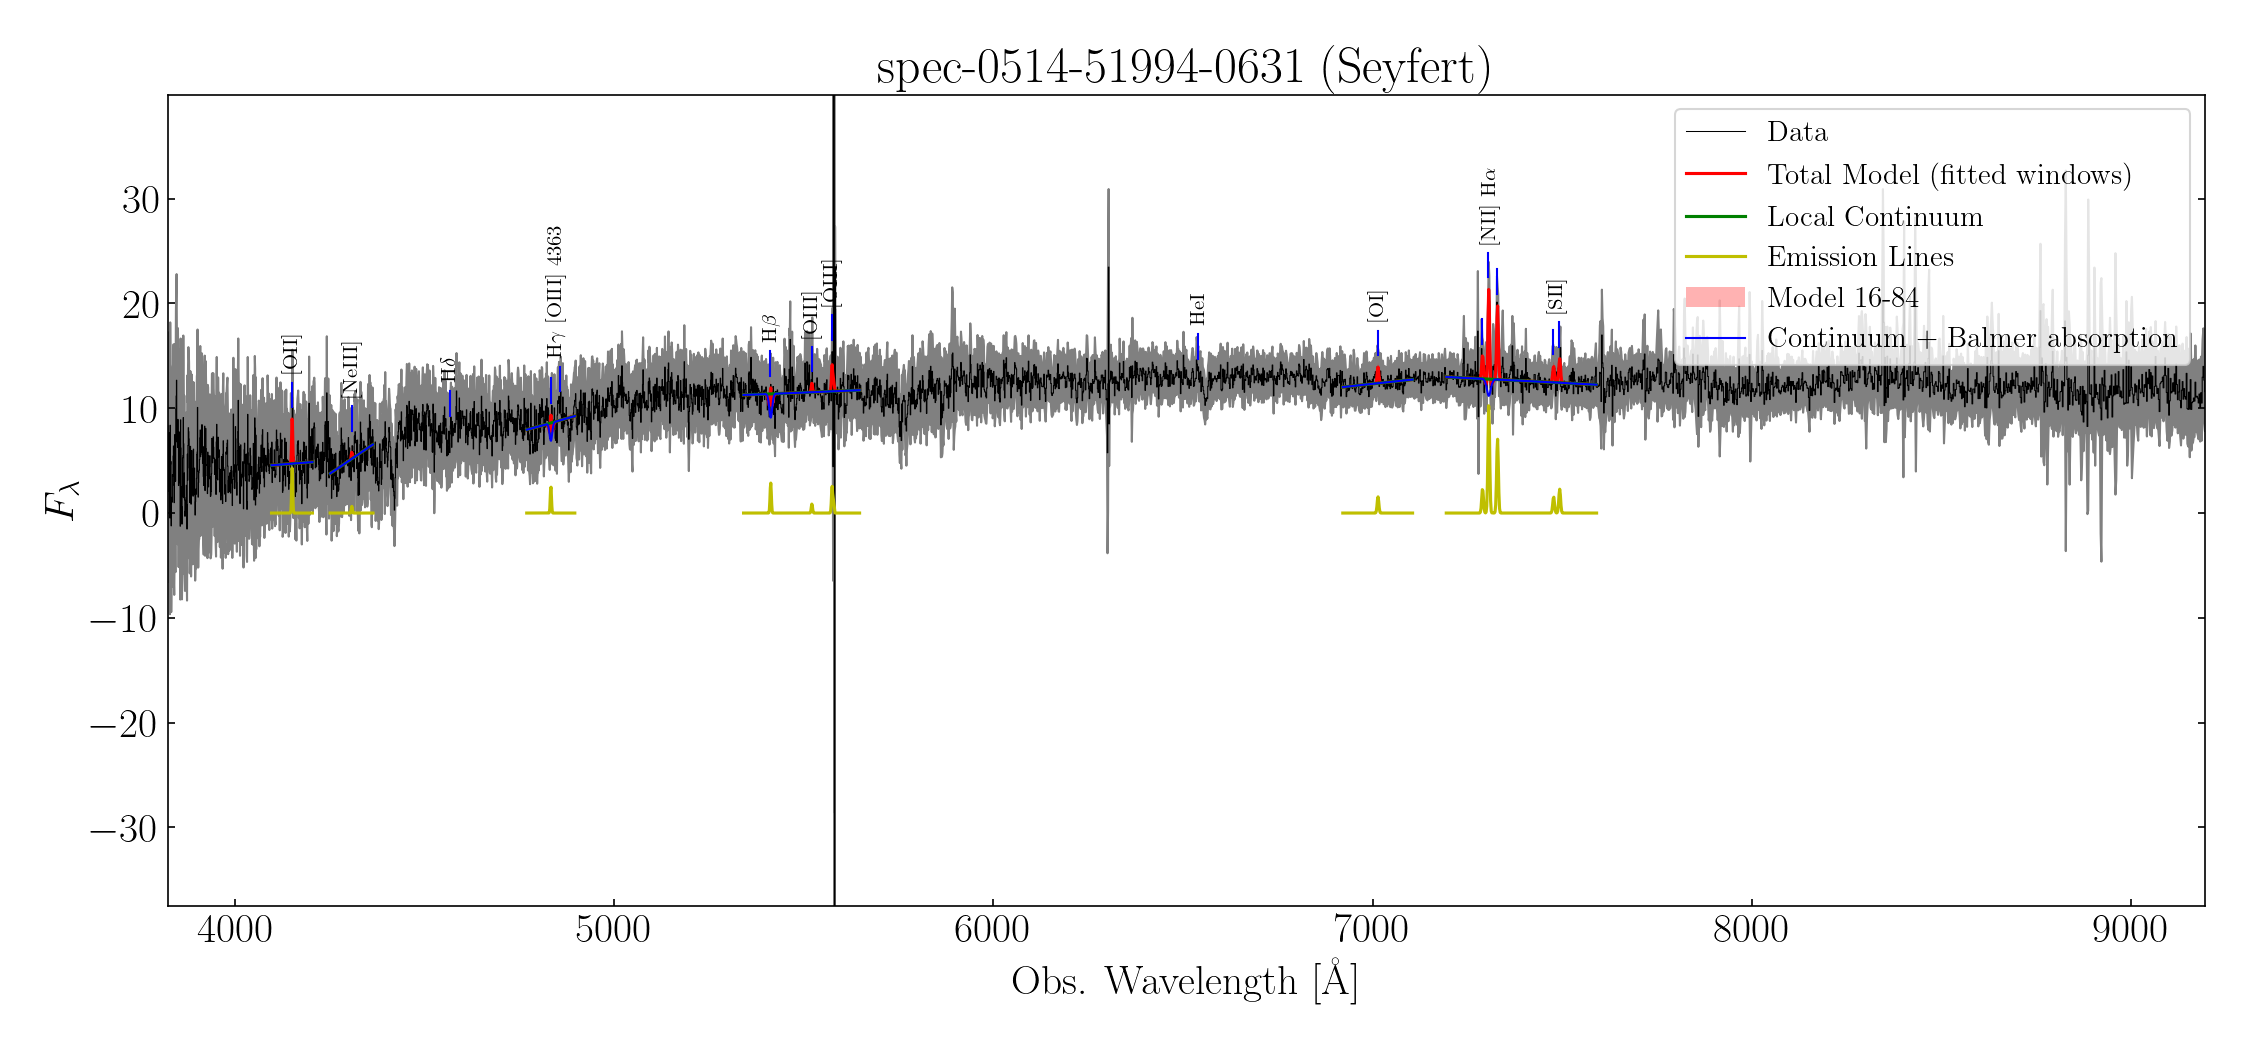 spec-0514-51994-0631 (Seyfert)
Data
Total Model (fitted windows)
Local Continuum
Emission Lines
Model 16-84
Continuum + Balmer absorption
[OII]
[NeIII]
Hδ
Hγ [OIII] 4363
Hβ
[OIII]
[OIII]
HeI
[OI]
[NII] Hα
[SII]
30
20
10
0
−10
−20
−30
F_λ
4000
5000
6000
7000
8000
9000
Obs. Wavelength [Å]